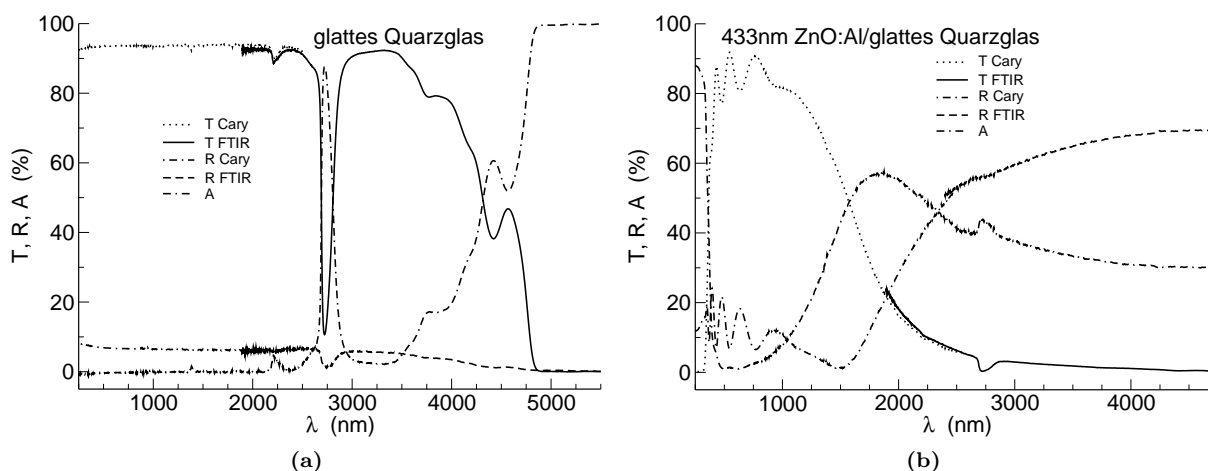 glattes Quarzglas
T Cary
T FTIR
R Cary
R FTIR
A
T, R, A (%)
100
80
60
40
20
0
1000 2000 3000 4000 5000
λ (nm)
(a)
433nm ZnO:Al/glattes Quarzglas
T Cary
T FTIR
R Cary
R FTIR
A
T, R, A (%)
100
80
60
40
20
0
1000 2000 3000 4000
λ (nm)
(b)